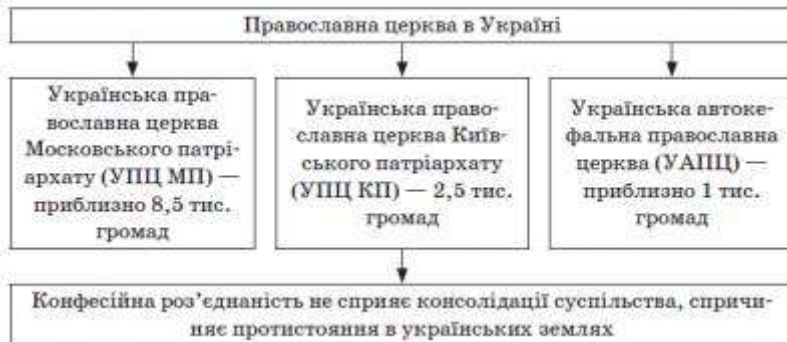 Православна церква в Україні
Українська пра-
вославна церква
Московського патрі-
архату (УПЦ МП) —
приблизно 8,5 тис.
громад
Українська право-
славна церква Київ-
ського патріархату
(УПЦ КП) — 2,5 тис.
громад
Українська автоке-
фальна православна
церква (УАПЦ) —
приблизно 1 тис.
громад
Конфесійна роз’єднаність не сприяє консолідації суспільства, спричи-
няє протистояння в українських землях